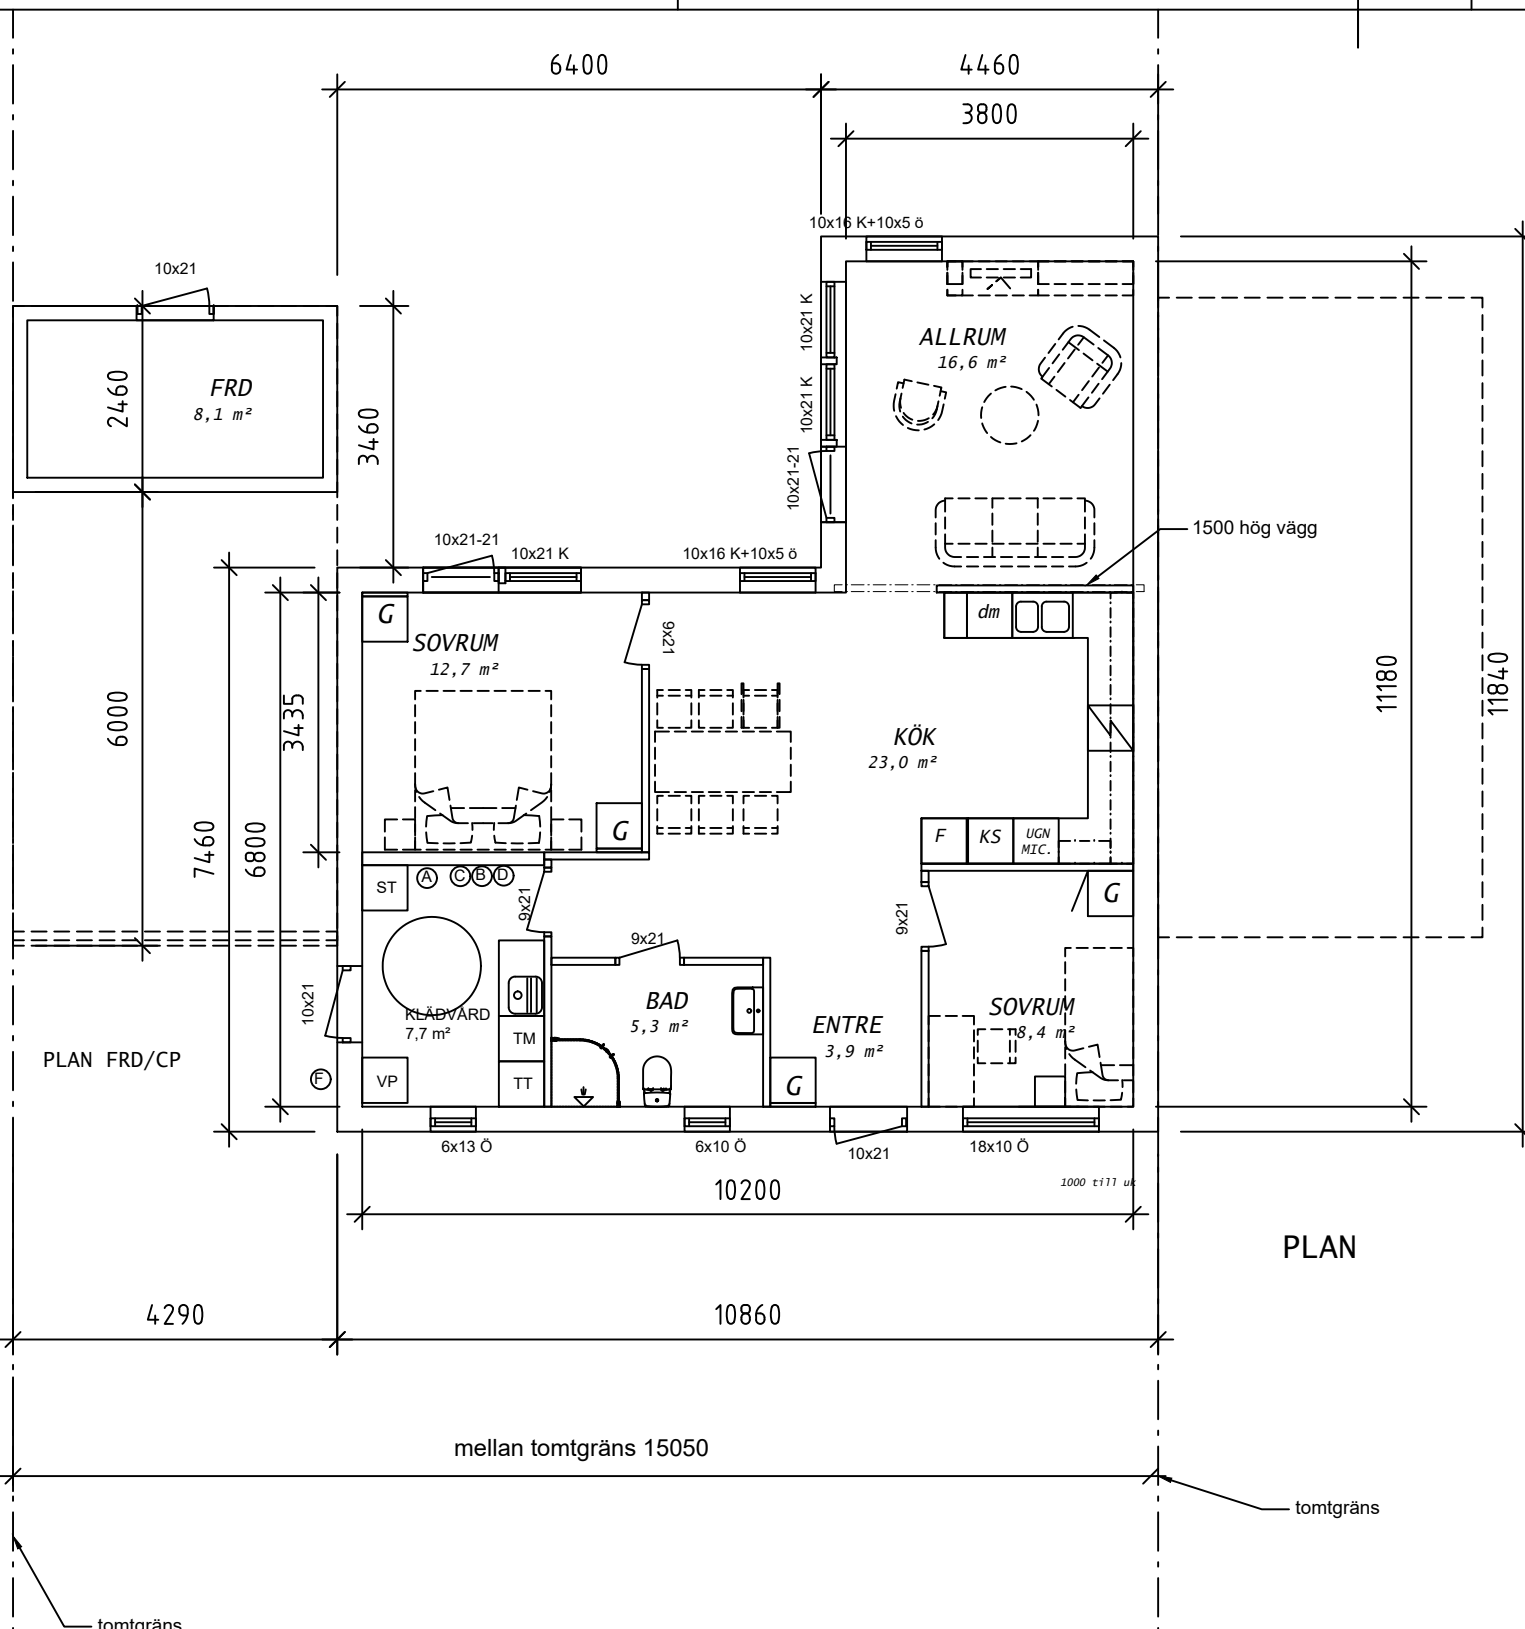 6400
4460
3800
10x16 K+10x5 ö
10x21
10x21 K
ALLRUM
16,6 m²
FRD
8,1 m²
2460
3460
10x21 K
10x21-21
1500 hög vägg
10x21-21
10x21 K
10x16 K+10x5 ö
G
SOVRUM
12,7 m²
9x21
dm
6000
3435
11180
11840
KÖK
23,0 m²
7460
6800
G
F
KS
UGN
MIC.
ST
A
C
B
D
9x21
9x21
G
9x21
10x21
KLÄDVÅRD
7,7 m²
BAD
5,3 m²
ENTRE
3,9 m²
SOVRUM
8,4 m²
TM
PLAN FRD/CP
F
VP
TT
G
6x13 Ö
6x10 Ö
10x21
18x10 Ö
1000 till uk
10200
PLAN
4290
10860
mellan tomtgräns 15050
tomtgräns
tomtgräns